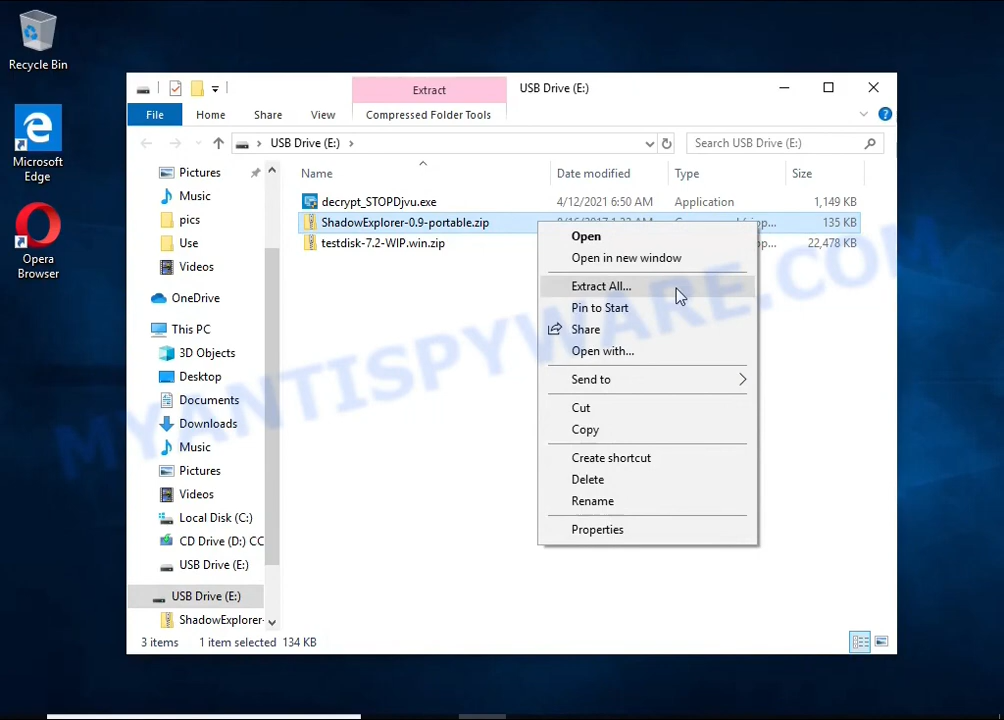 Recycle Bin
Microsoft
Edge
Opera
Browser
Extract
USB Drive (E:)
File
Home
Share
View
Compressed Folder Tools
USB Drive (E:)
Search USB Drive (E:)
Name
Date modified
Type
Size
decrypt_STOPDjvu.exe
4/12/2021 6:50 AM
Application
1,149 KB
ShadowExplorer-0.9-portable.zip
135 KB
testdisk-7.2-WIP.win.zip
22,478 KB
Pictures
Music
pics
Use
Videos
OneDrive
This PC
3D Objects
Desktop
Documents
Downloads
Music
Pictures
Videos
Local Disk (C:)
CD Drive (D:) CC
USB Drive (E:)
USB Drive (E:)
ShadowExplorer-
Open
Open in new window
Extract All...
Pin to Start
Share
Open with...
Send to
Cut
Copy
Create shortcut
Delete
Rename
Properties
3 items
1 item selected
134 KB
MYANTISPYWARE.COM